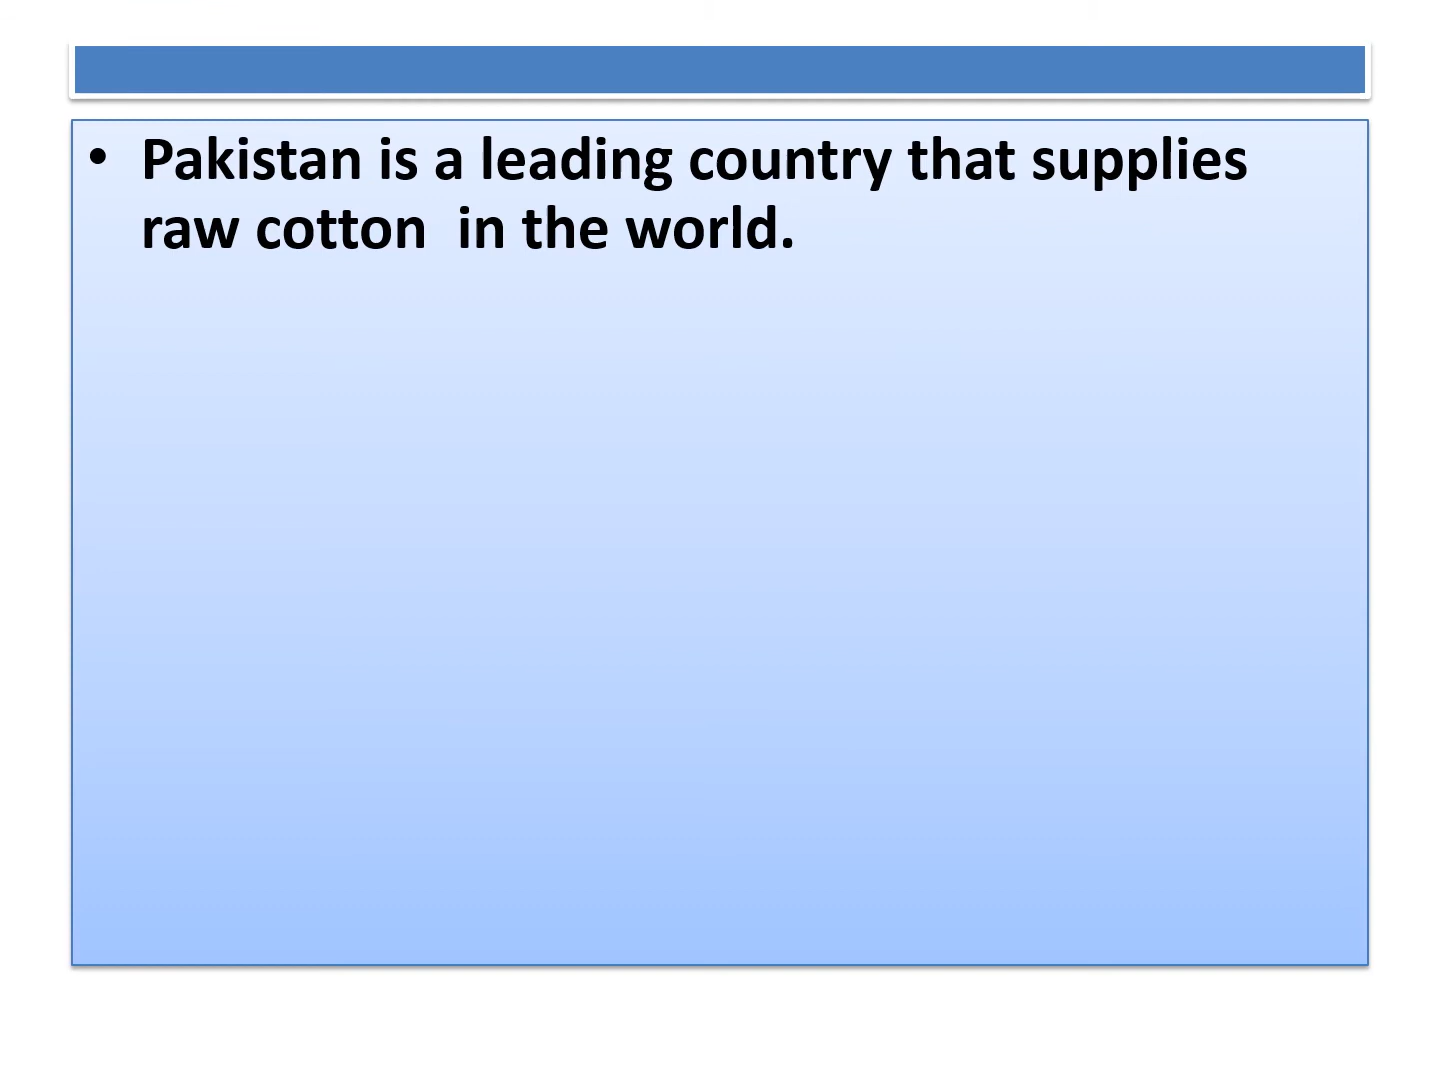 • Pakistan is a leading country that supplies
raw cotton  in the world.